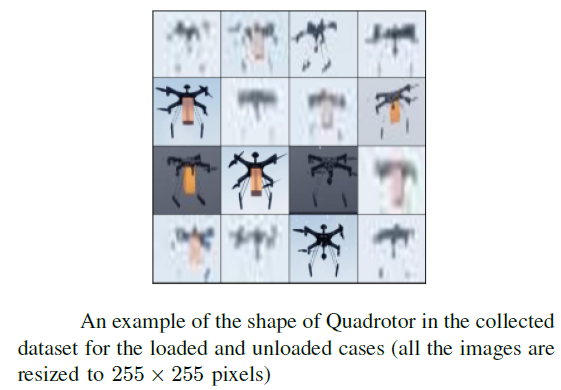 An example of the shape of Quadrotor in the collected
dataset for the loaded and unloaded cases (all the images are
resized to 255 × 255 pixels)